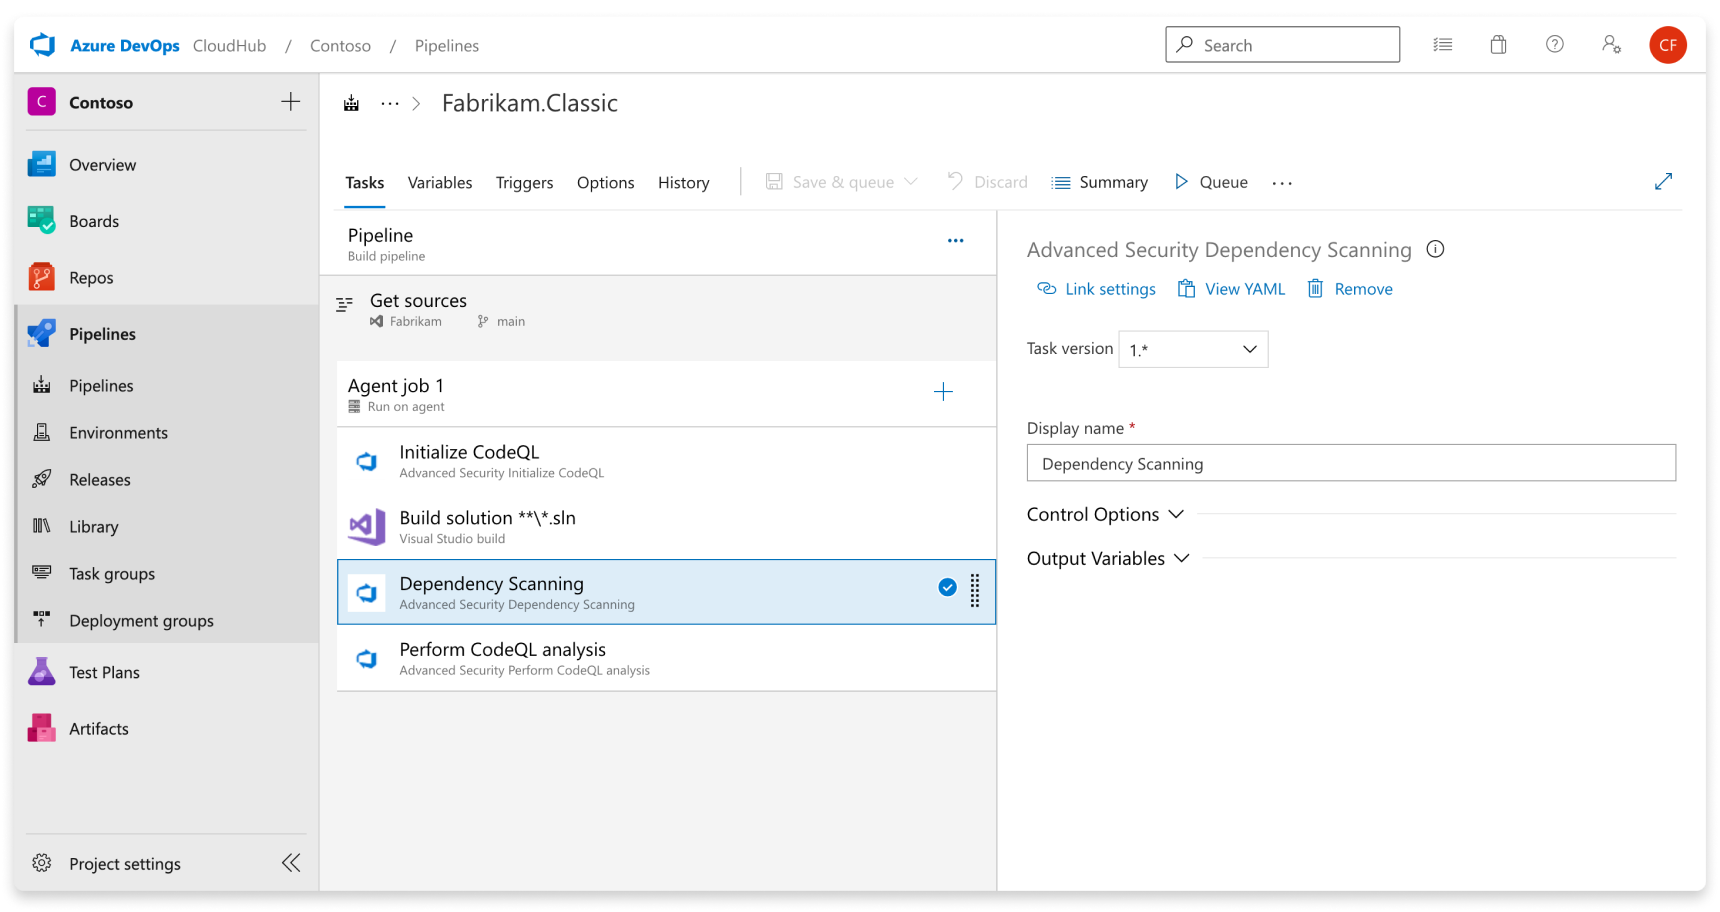 Azure DevOps CloudHub / Contoso / Pipelines
Search
CF
C Contoso
Overview
Boards
Repos
Pipelines
Pipelines
Environments
Releases
Library
Task groups
Deployment groups
Test Plans
Artifacts
Project settings
... > Fabrikam.Classic
Tasks Variables Triggers Options History Save & queue Discard Summary Queue ...
Pipeline
Build pipeline
...
Get sources
Fabrikam main
Agent job 1
Run on agent
Initialize CodeQL
Advanced Security Initialize CodeQL
Build solution **\*.sln
Visual Studio build
Dependency Scanning
Advanced Security Dependency Scanning
Perform CodeQL analysis
Advanced Security Perform CodeQL analysis
Advanced Security Dependency Scanning
Link settings View YAML Remove
Task version 1.*
Display name *
Dependency Scanning
Control Options
Output Variables